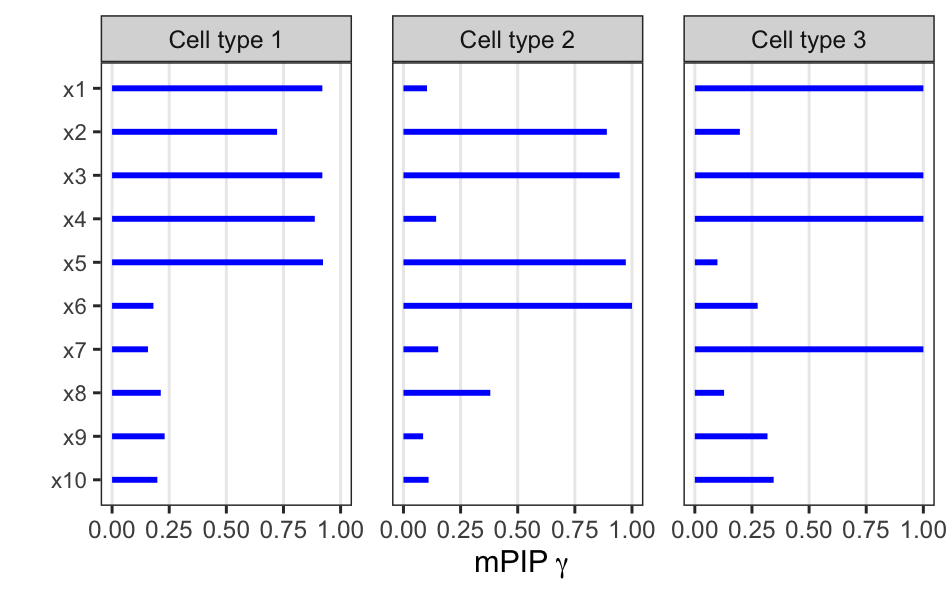 Cell type 1 Cell type 2 Cell type 3
x1
x2
x3
x4
x5
x6
x7
x8
x9
x10
0.00 0.25 0.50 0.75 1.00 0.00 0.25 0.50 0.75 1.00 0.00 0.25 0.50 0.75 1.00
mPIP γ